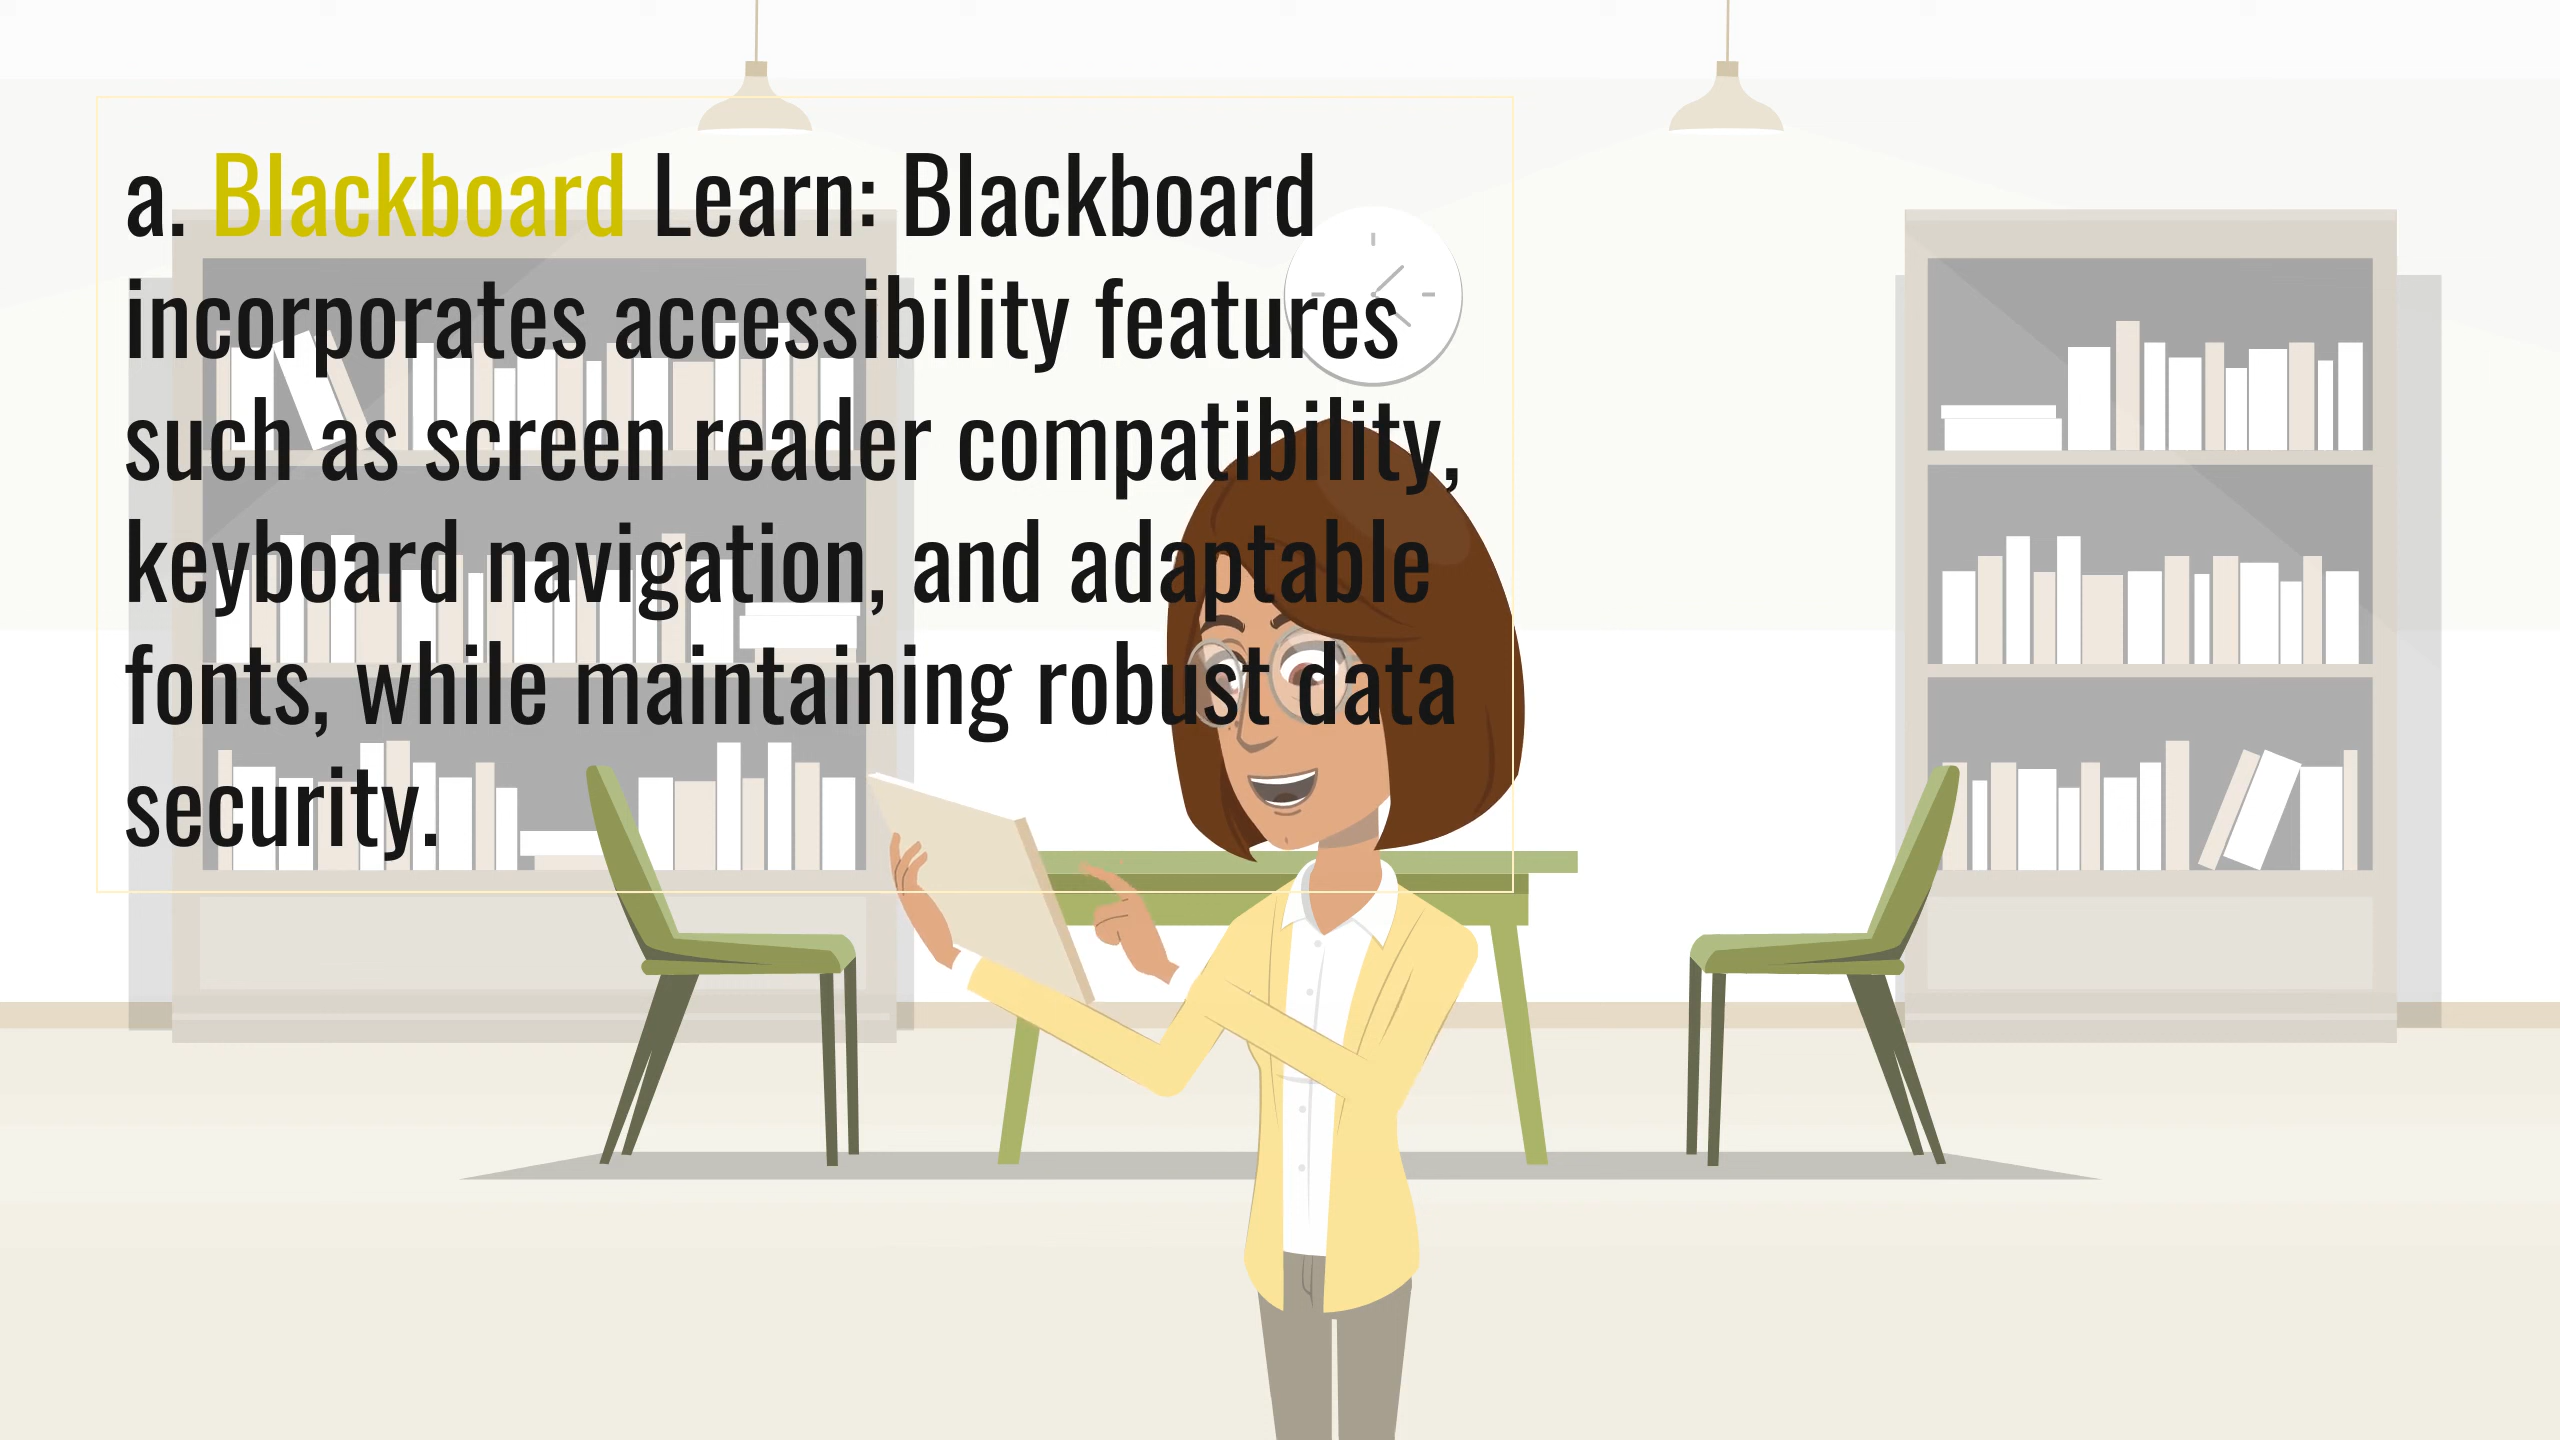 a. Blackboard Learn: Blackboard
incorporates accessibility features
such as screen reader compatibility,
keyboard navigation, and adaptable
fonts, while maintaining robust data
security.